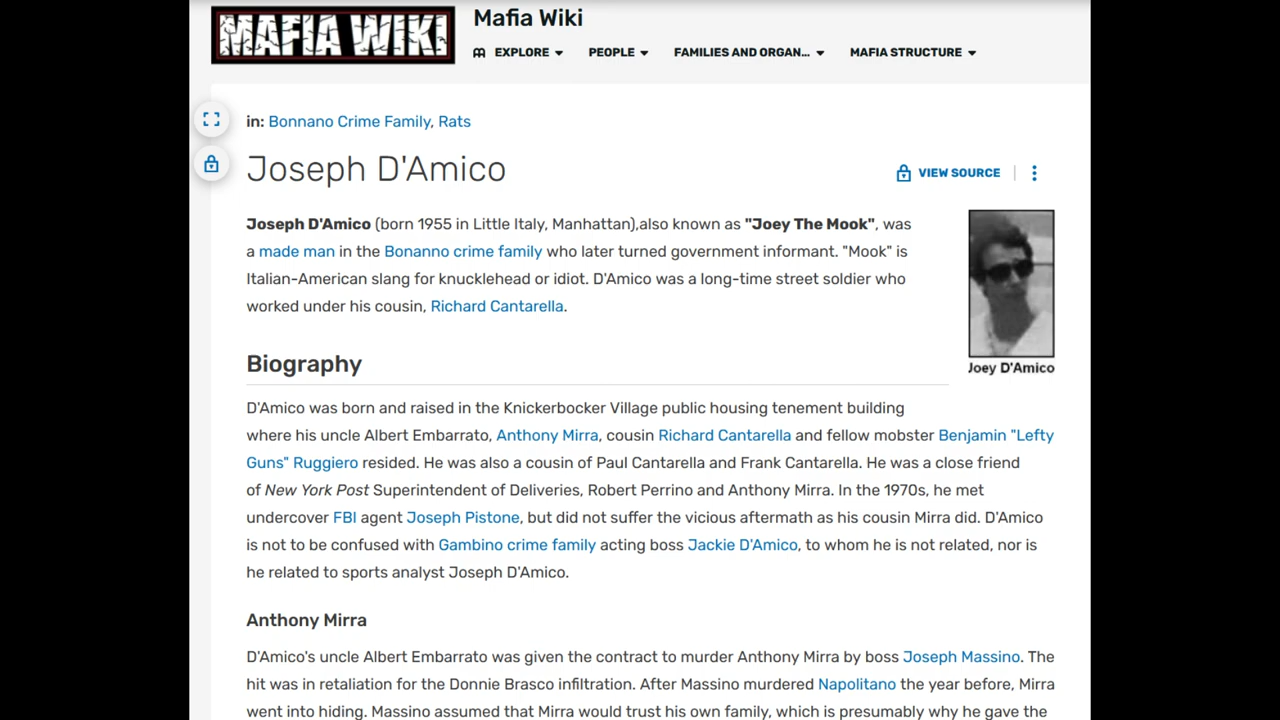 MAFIA WIKI
Mafia Wiki
EXPLORE PEOPLE FAMILIES AND ORGAN... MAFIA STRUCTURE
in: Bonnano Crime Family, Rats
Joseph D'Amico
VIEW SOURCE
Joseph D'Amico (born 1955 in Little Italy, Manhattan),also known as "Joey The Mook", was
a made man in the Bonanno crime family who later turned government informant. "Mook" is
Italian-American slang for knucklehead or idiot. D'Amico was a long-time street soldier who
worked under his cousin, Richard Cantarella.
Joey D'Amico
Biography
D'Amico was born and raised in the Knickerbocker Village public housing tenement building
where his uncle Albert Embarrato, Anthony Mirra, cousin Richard Cantarella and fellow mobster Benjamin "Lefty
Guns" Ruggiero resided. He was also a cousin of Paul Cantarella and Frank Cantarella. He was a close friend
of New York Post Superintendent of Deliveries, Robert Perrino and Anthony Mirra. In the 1970s, he met
undercover FBI agent Joseph Pistone, but did not suffer the vicious aftermath as his cousin Mirra did. D'Amico
is not to be confused with Gambino crime family acting boss Jackie D'Amico, to whom he is not related, nor is
he related to sports analyst Joseph D'Amico.
Anthony Mirra
D'Amico's uncle Albert Embarrato was given the contract to murder Anthony Mirra by boss Joseph Massino. The
hit was in retaliation for the Donnie Brasco infiltration. After Massino murdered Napolitano the year before, Mirra
went into hiding. Massino assumed that Mirra would trust his own family, which is presumably why he gave the